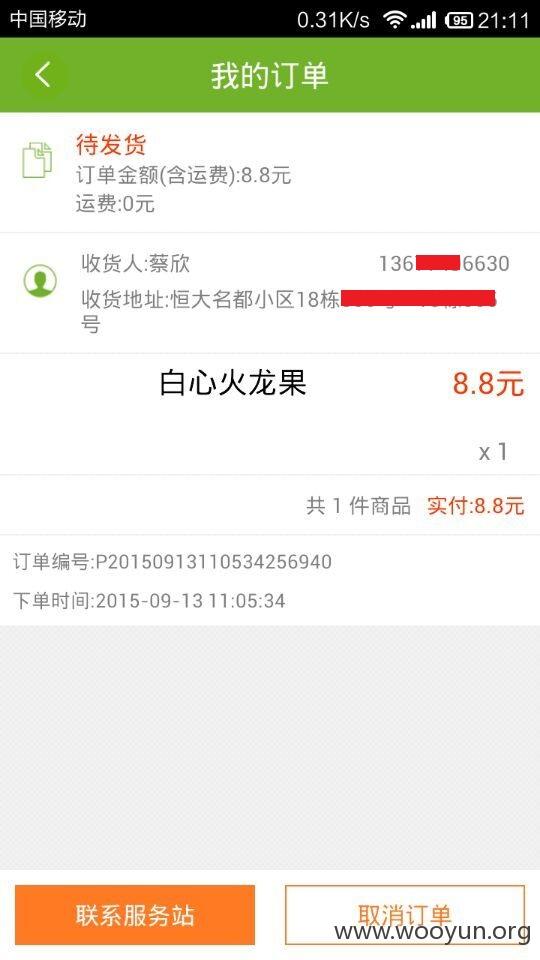 中国移动 0.31K/s 95 21:11
我的订单
待发货
订单金额(含运费):8.8元
运费:0元
收货人:蔡欣 136 6630
收货地址:恒大名都小区18栋
号
白心火龙果 8.8元
x 1
共 1 件商品 实付:8.8元
订单编号:P20150913110534256940
下单时间:2015-09-13 11:05:34
联系服务站 取消订单
www.wooyun.org